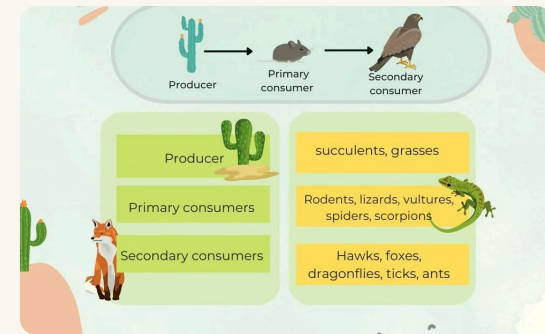 Producer
Primary
consumer
Secondary
consumer
Producer
succulents, grasses
Primary consumers
Rodents, lizards, vultures,
spiders, scorpions
Secondary consumers
Hawks, foxes,
dragonflies, ticks, ants